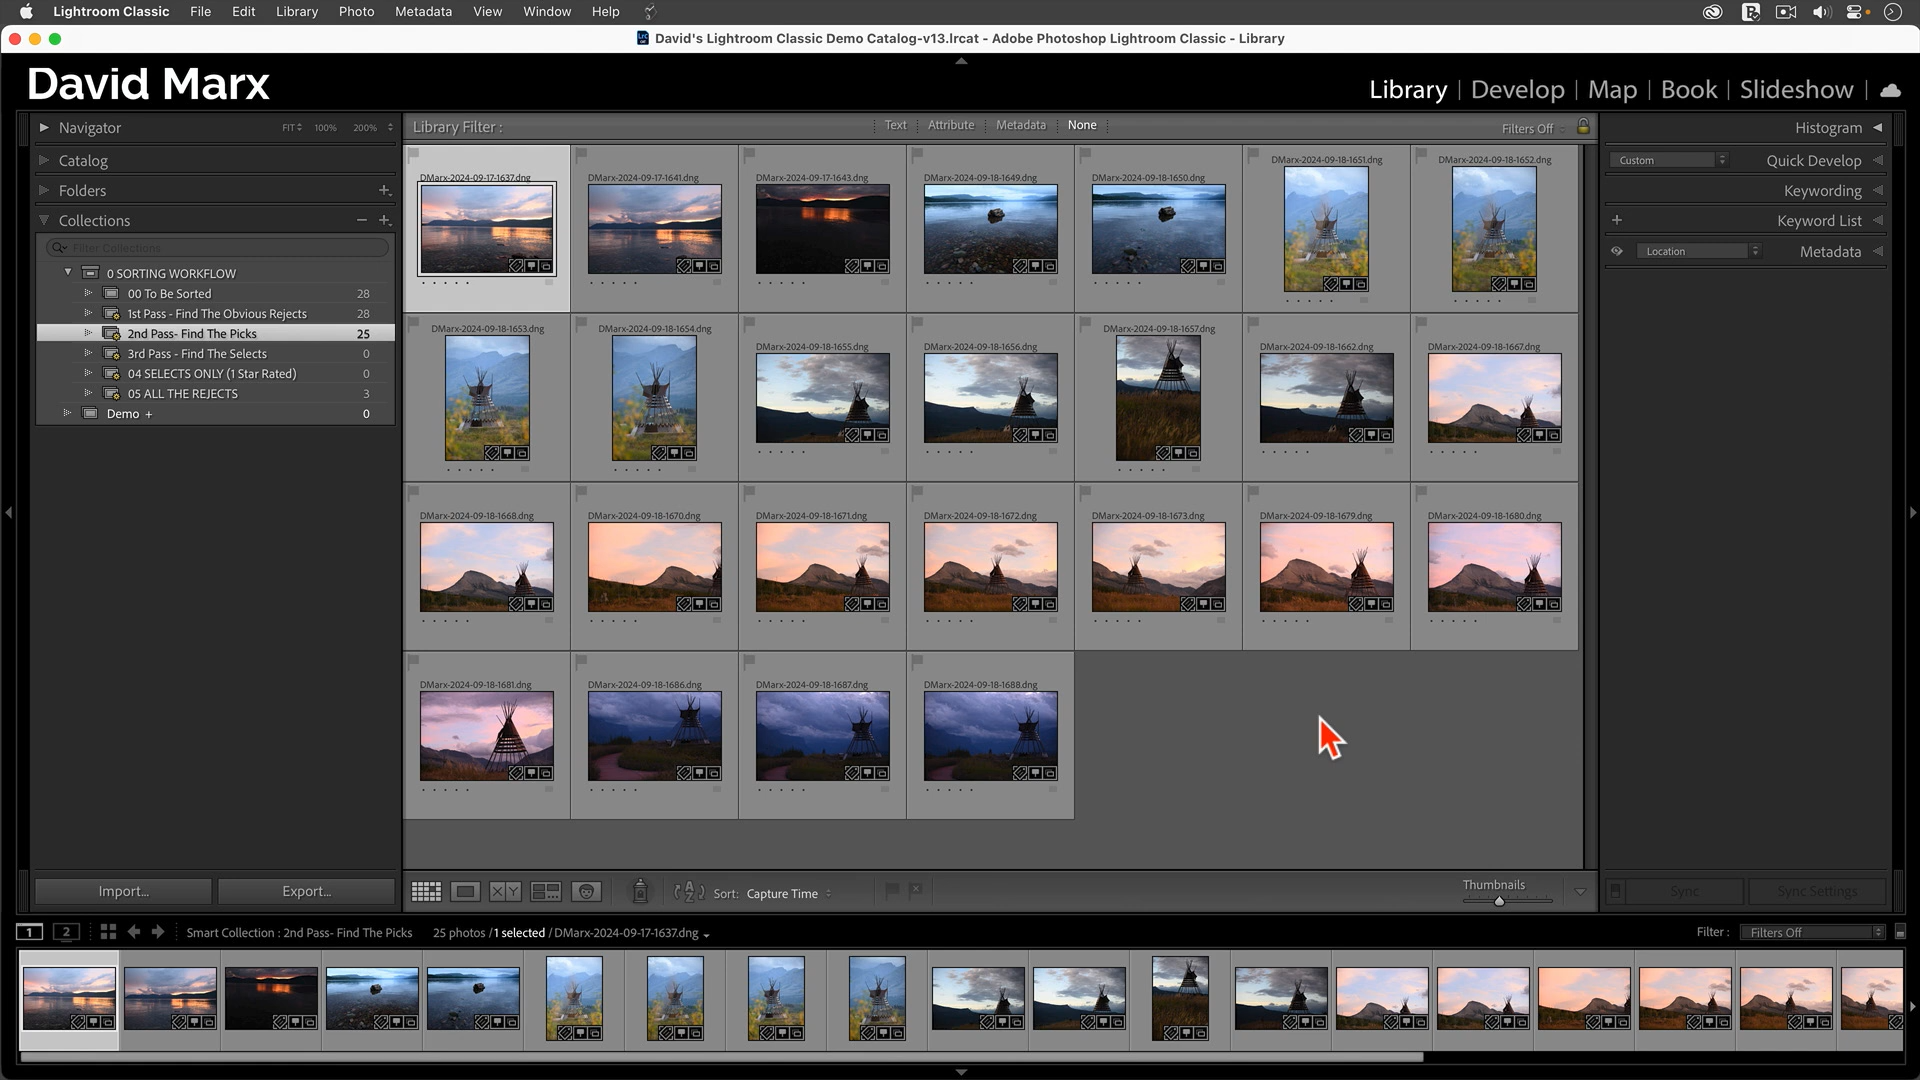 Lightroom Classic File Edit Library Photo Metadata View Window Help
David's Lightroom Classic Demo Catalog-v13.lrcat - Adobe Photoshop Lightroom Classic - Library
David Marx
Library | Develop | Map | Book | Slideshow |
Navigator FIT 100% 200%
Catalog
Folders
Collections
Filter Collections
0 SORTING WORKFLOW
00 To Be Sorted 28
1st Pass - Find The Obvious Rejects 28
2nd Pass- Find The Picks 25
3rd Pass - Find The Selects 0
04 SELECTS ONLY (1 Star Rated) 0
05 ALL THE REJECTS 3
Demo + 0
Import... Export...
Library Filter : Text Attribute Metadata None Filters Off
DMarx-2024-09-17-1637.dng DMarx-2024-09-17-1641.dng DMarx-2024-09-17-1643.dng DMarx-2024-09-18-1649.dng DMarx-2024-09-18-1650.dng DMarx-2024-09-18-1651.dng DMarx-2024-09-18-1652.dng
DMarx-2024-09-18-1653.dng DMarx-2024-09-18-1654.dng DMarx-2024-09-18-1655.dng DMarx-2024-09-18-1656.dng DMarx-2024-09-18-1657.dng DMarx-2024-09-18-1662.dng DMarx-2024-09-18-1667.dng
DMarx-2024-09-18-1668.dng DMarx-2024-09-18-1670.dng DMarx-2024-09-18-1671.dng DMarx-2024-09-18-1672.dng DMarx-2024-09-18-1673.dng DMarx-2024-09-18-1679.dng DMarx-2024-09-18-1680.dng
DMarx-2024-09-18-1681.dng DMarx-2024-09-18-1686.dng DMarx-2024-09-18-1687.dng DMarx-2024-09-18-1688.dng
Sort: Capture Time Thumbnails
Histogram
Custom Quick Develop
Keywording
Keyword List
Location Metadata
Sync Sync Settings
1 2 Smart Collection : 2nd Pass- Find The Picks 25 photos / 1 selected / DMarx-2024-09-17-1637.dng Filter : Filters Off